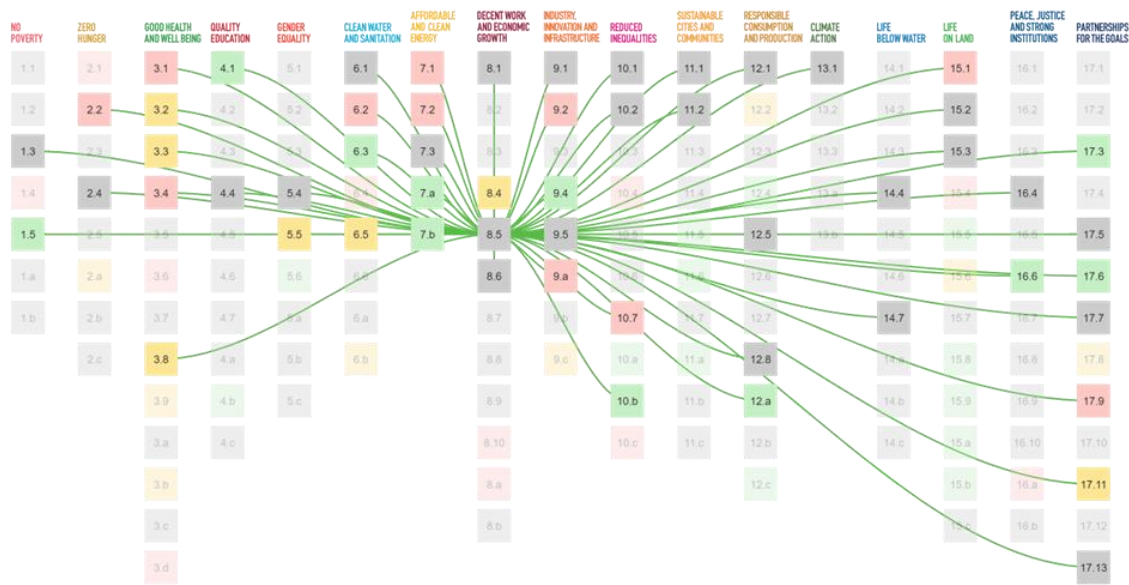 NO
POVERTY
ZERO
HUNGER
GOOD HEALTH
AND WELL BEING
QUALITY
EDUCATION
GENDER
EQUALITY
CLEAN WATER
AND SANITATION
AFFORDABLE
AND CLEAN
ENERGY
DECENT WORK
AND ECONOMIC
GROWTH
INDUSTRY,
INNOVATION AND
INFRASTRUCTURE
REDUCED
INEQUALITIES
SUSTAINABLE
CITIES AND
COMMUNITIES
RESPONSIBLE
CONSUMPTION
AND PRODUCTION
CLIMATE
ACTION
LIFE
BELOW WATER
LIFE
ON LAND
PEACE, JUSTICE
AND STRONG
INSTITUTIONS
PARTNERSHIPS
FOR THE GOALS
1.1 2.1 3.1 4.1 5.1 6.1 7.1 8.1 9.1 10.1 11.1 12.1 13.1 14.1 15.1 16.1 17.1
1.2 2.2 3.2 4.2 5.2 6.2 7.2 8.2 9.2 10.2 11.2 12.2 13.2 14.2 15.2 16.2 17.2
1.3 2.3 3.3 4.3 5.3 6.3 7.3 8.3 9.3 10.3 11.3 12.3 13.3 14.3 15.3 16.3 17.3
1.4 2.4 3.4 4.4 5.4 6.4 7.a 8.4 9.4 10.4 11.4 12.4 13.a 14.4 15.4 16.4 17.4
1.5 2.5 3.5 4.5 5.5 6.5 7.b 8.5 9.5 10.5 11.5 12.5 13.b 14.5 15.5 16.5 17.5
1.a 2.a 3.6 4.6 5.6 6.6 8.6 9.a 10.6 11.6 12.6 14.6 15.6 16.6 17.6
1.b 2.b 3.7 4.7 5.a 6.a 8.7 9.b 10.7 11.7 12.7 14.7 15.7 16.7 17.7
2.c 3.8 4.a 5.b 6.b 8.8 9.c 10.a 11.a 12.8 14.a 15.8 16.8 17.8
3.9 4.b 5.c 8.9 10.b 11.b 12.a 14.b 15.9 16.9 17.9
3.a 4.c 8.10 10.c 11.c 12.b 14.c 15.a 16.10 17.10
3.b 8.a 12.c 15.b 16.a 17.11
3.c 8.b 15.c 16.b 17.12
3.d 17.13